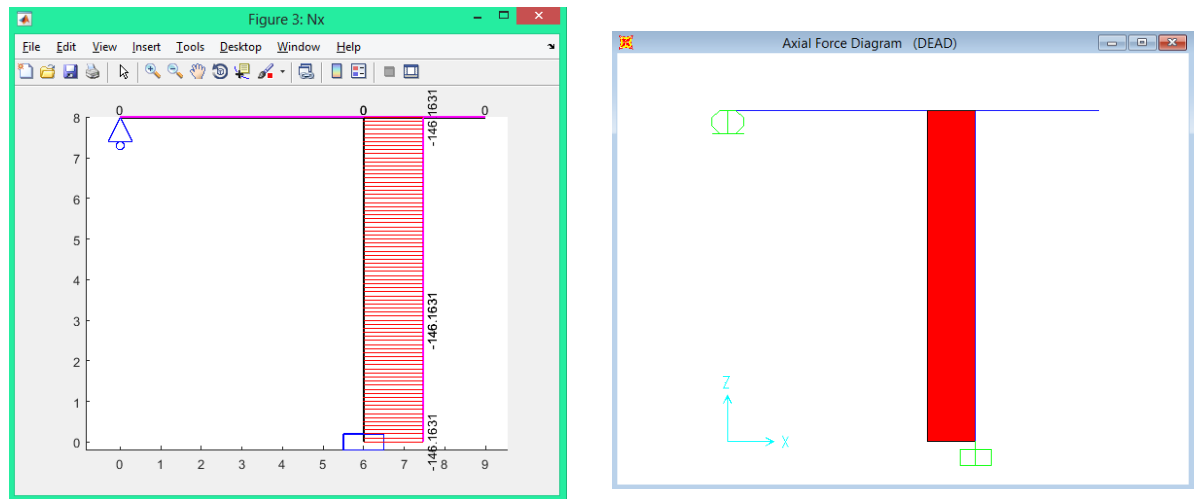 Figure 3: Nx
File Edit View Insert Tools Desktop Window Help
0 0 0
-146.1631
-146.1631
-146.1631
8
7
6
5
4
3
2
1
0
0 1 2 3 4 5 6 7 8 9
Axial Force Diagram (DEAD)
Z
X